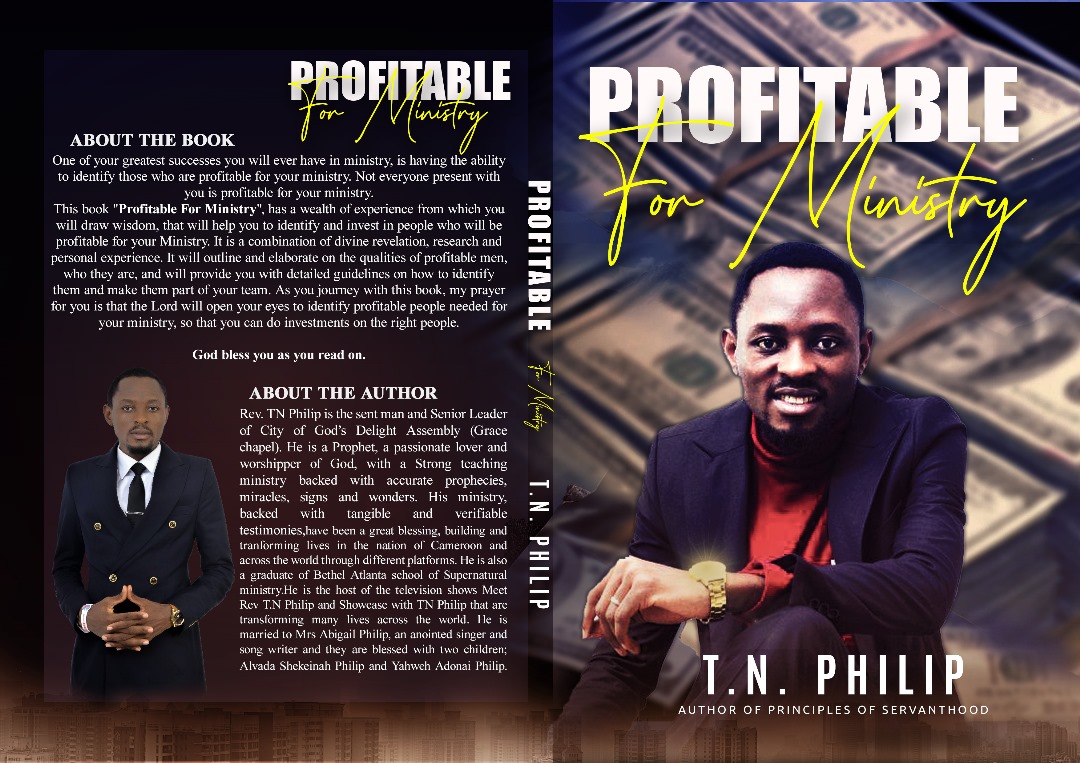 PROFITABLE
For Ministry
ABOUT THE BOOK
One of your greatest successes you will ever have in ministry, is having the ability
to identify those who are profitable for your ministry. Not everyone present with
you is profitable for your ministry.
This book "Profitable For Ministry", has a wealth of experience from which you
will draw wisdom, that will help you to identify and invest in people who will be
profitable for your Ministry. It is a combination of divine revelation, research and
personal experience. It will outline and elaborate on the qualities of profitable men,
who they are, and will provide you with detailed guidelines on how to identify
them and make them part of your team. As you journey with this book, my prayer
for you is that the Lord will open your eyes to identify profitable people needed for
your ministry, so that you can do investments on the right people.
God bless you as you read on.
ABOUT THE AUTHOR
Rev. TN Philip is the sent man and Senior Leader
of City of God's Delight Assembly (Grace
chapel). He is a Prophet, a passionate lover and
worshipper of God, with a Strong teaching
ministry backed with accurate prophecies,
miracles, signs and wonders. His ministry,
backed with tangible and verifiable
testimonies,have been a great blessing, building and
tranforming lives in the nation of Cameroon and
across the world through different platforms. He is also
a graduate of Bethel Atlanta school of Supernatural
ministry.He is the host of the television shows Meet
Rev T.N Philip and Showcase with TN Philip that are
transforming many lives across the world. He is
married to Mrs Abigail Philip, an anointed singer and
song writer and they are blessed with two children;
Alvada Shekeinah Philip and Yahweh Adonai Philip.
PROFITABLE
For Ministry
T.N. PHILIP
PROFITABLE
For Ministry
T.N. PHILIP
AUTHOR OF PRINCIPLES OF SERVANTHOOD